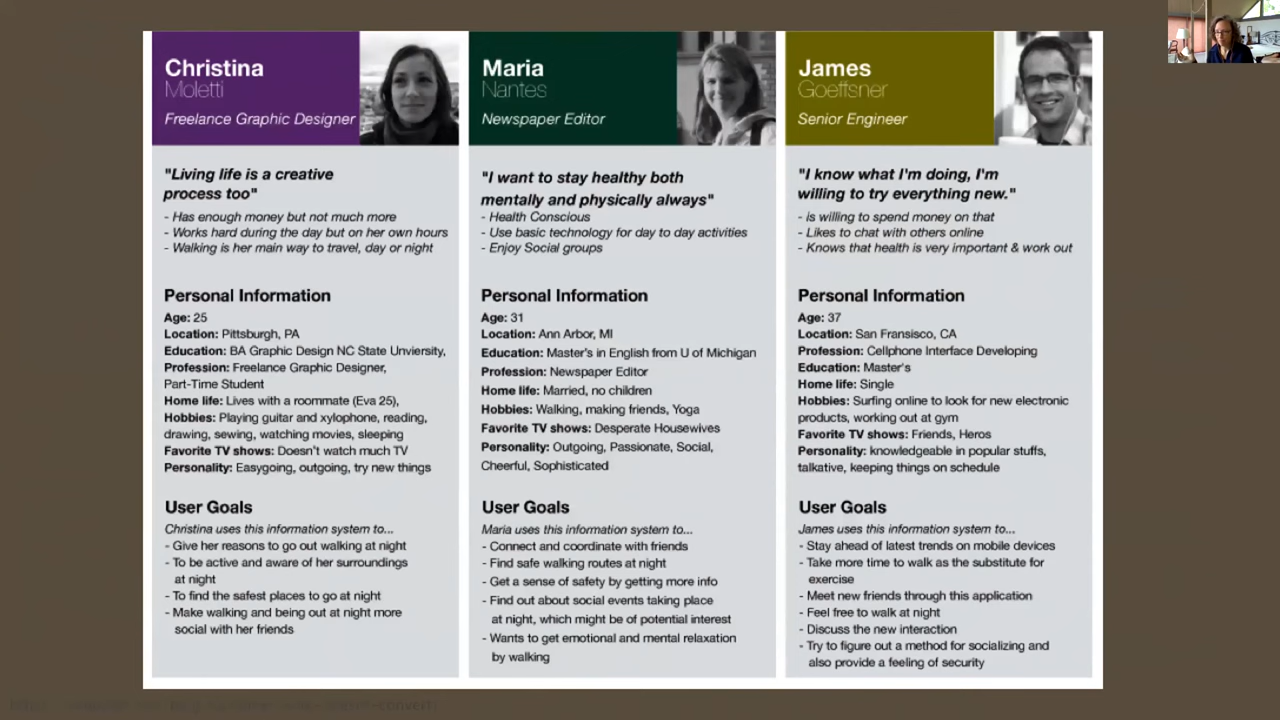 Christina
Moletti
Freelance Graphic Designer
"Living life is a creative
process too"
- Has enough money but not much more
- Works hard during the day but on her own hours
- Walking is her main way to travel, day or night
Personal Information
Age: 25
Location: Pittsburgh, PA
Education: BA Graphic Design NC State Unviersity,
Profession: Freelance Graphic Designer,
Part-Time Student
Home life: Lives with a roommate (Eva 25),
Hobbies: Playing guitar and xylophone, reading,
drawing, sewing, watching movies, sleeping
Favorite TV shows: Doesn't watch much TV
Personality: Easygoing, outgoing, try new things
User Goals
Christina uses this information system to...
- Give her reasons to go out walking at night
- To be active and aware of her surroundings
at night
- To find the safest places to go at night
- Make walking and being out at night more
social with her friends
Maria
Nantes
Newspaper Editor
"I want to stay healthy both
mentally and physically always"
- Health Conscious
- Use basic technology for day to day activities
- Enjoy Social groups
Personal Information
Age: 31
Location: Ann Arbor, MI
Education: Master's in English from U of Michigan
Profession: Newspaper Editor
Home life: Married, no children
Hobbies: Walking, making friends, Yoga
Favorite TV shows: Desperate Housewives
Personality: Outgoing, Passionate, Social,
Cheerful, Sophisticated
User Goals
Maria uses this information system to...
- Connect and coordinate with friends
- Find safe walking routes at night
- Get a sense of safety by getting more info
- Find out about social events taking place
at night, which might be of potential interest
- Wants to get emotional and mental relaxation
by walking
James
Goeffsner
Senior Engineer
"I know what I'm doing, I'm
willing to try everything new."
- is willing to spend money on that
- Likes to chat with others online
- Knows that health is very important & work out
Personal Information
Age: 37
Location: San Fransisco, CA
Profession: Cellphone Interface Developing
Education: Master's
Home life: Single
Hobbies: Surfing online to look for new electronic
products, working out at gym
Favorite TV shows: Friends, Heros
Personality: knowledgeable in popular stuffs,
talkative, keeping things on schedule
User Goals
James uses this information system to...
- Stay ahead of latest trends on mobile devices
- Take more time to walk as the substitute for
exercise
- Meet new friends through this application
- Feel free to walk at night
- Discuss the new interaction
- Try to figure out a method for socializing and
also provide a feeling of security